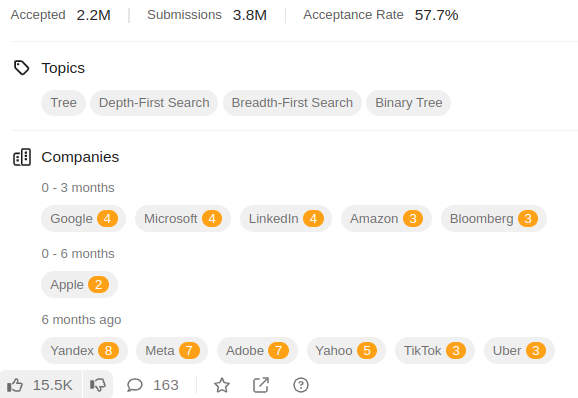 Accepted 2.2M Submissions 3.8M Acceptance Rate 57.7%
Topics
Tree Depth-First Search Breadth-First Search Binary Tree
Companies
0 - 3 months
Google 4 Microsoft 4 LinkedIn 4 Amazon 3 Bloomberg 3
0 - 6 months
Apple 2
6 months ago
Yandex 8 Meta 7 Adobe 7 Yahoo 5 TikTok 3 Uber 3
15.5K 163